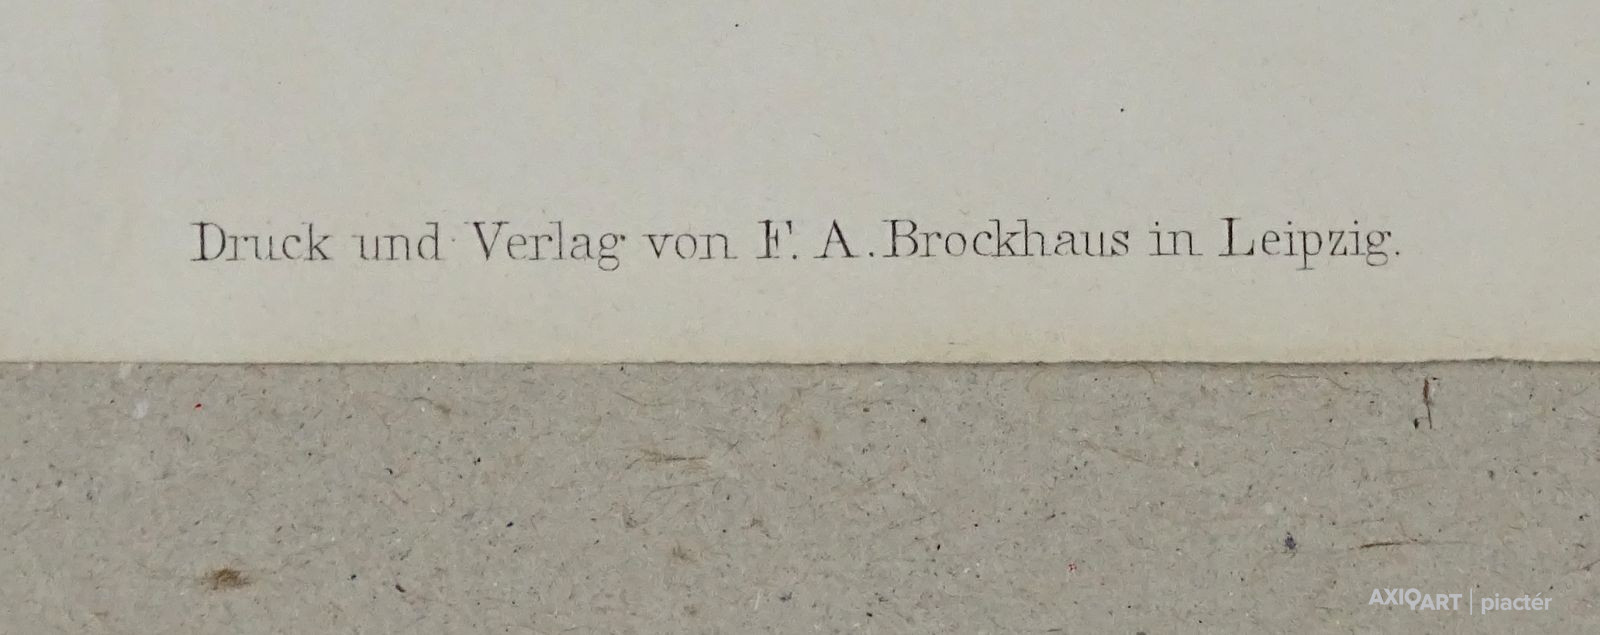 Druck und Verlag von F. A. Brockhaus in Leipzig.
AXIOART | piactér